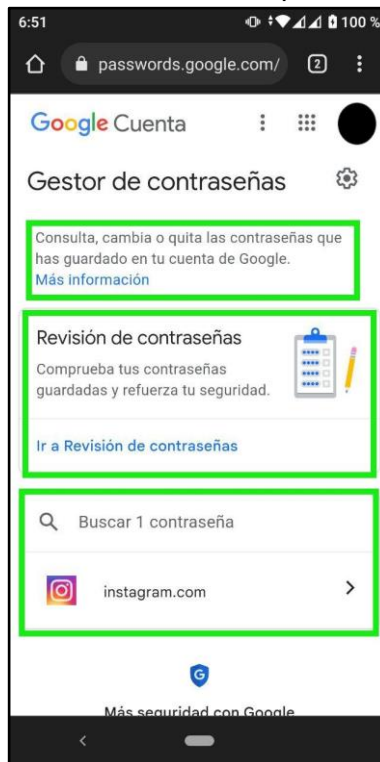 6:51
100 %
passwords.google.com/
2
Google Cuenta
Gestor de contraseñas
Consulta, cambia o quita las contraseñas que
has guardado en tu cuenta de Google.
Más información
Revisión de contraseñas
Comprueba tus contraseñas
guardadas y refuerza tu seguridad.
Ir a Revisión de contraseñas
Buscar 1 contraseña
instagram.com
G
Más seguridad con Google